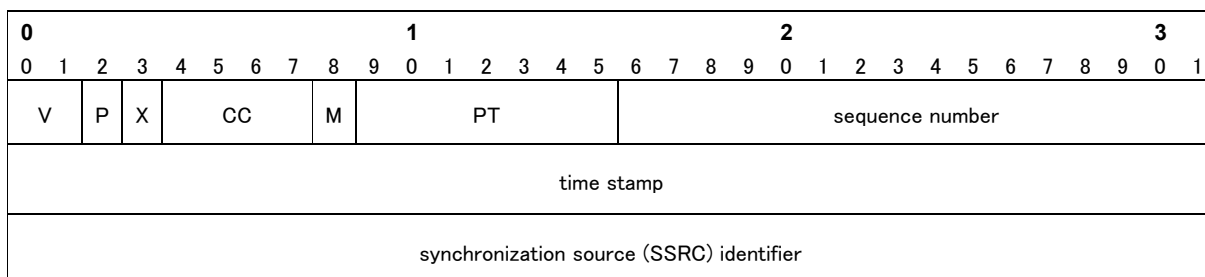 0 1 2 3
0 1 2 3 4 5 6 7 8 9 0 1 2 3 4 5 6 7 8 9 0 1 2 3 4 5 6 7 8 9 0 1
V P X CC M PT sequence number
time stamp
synchronization source (SSRC) identifier